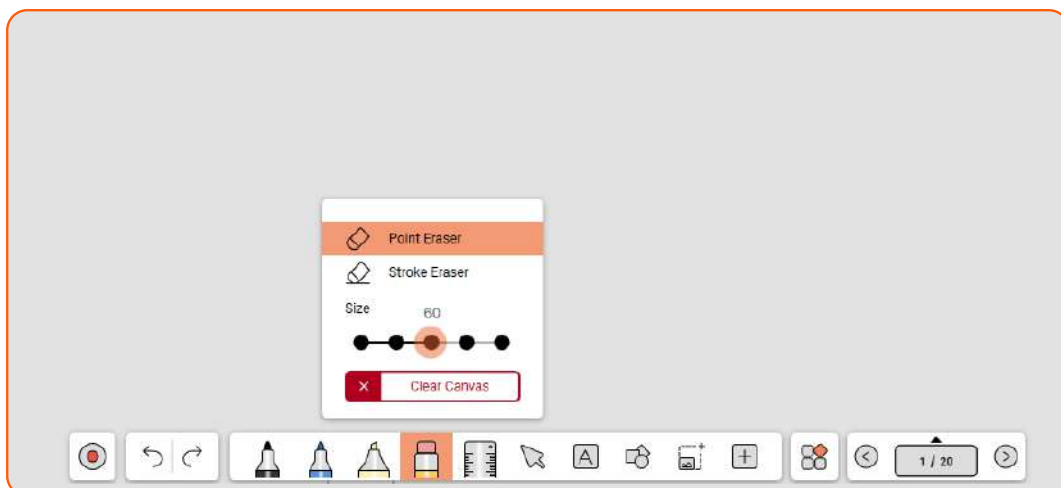 Point Eraser
Stroke Eraser
Size
60
Clear Canvas
A
1 / 20